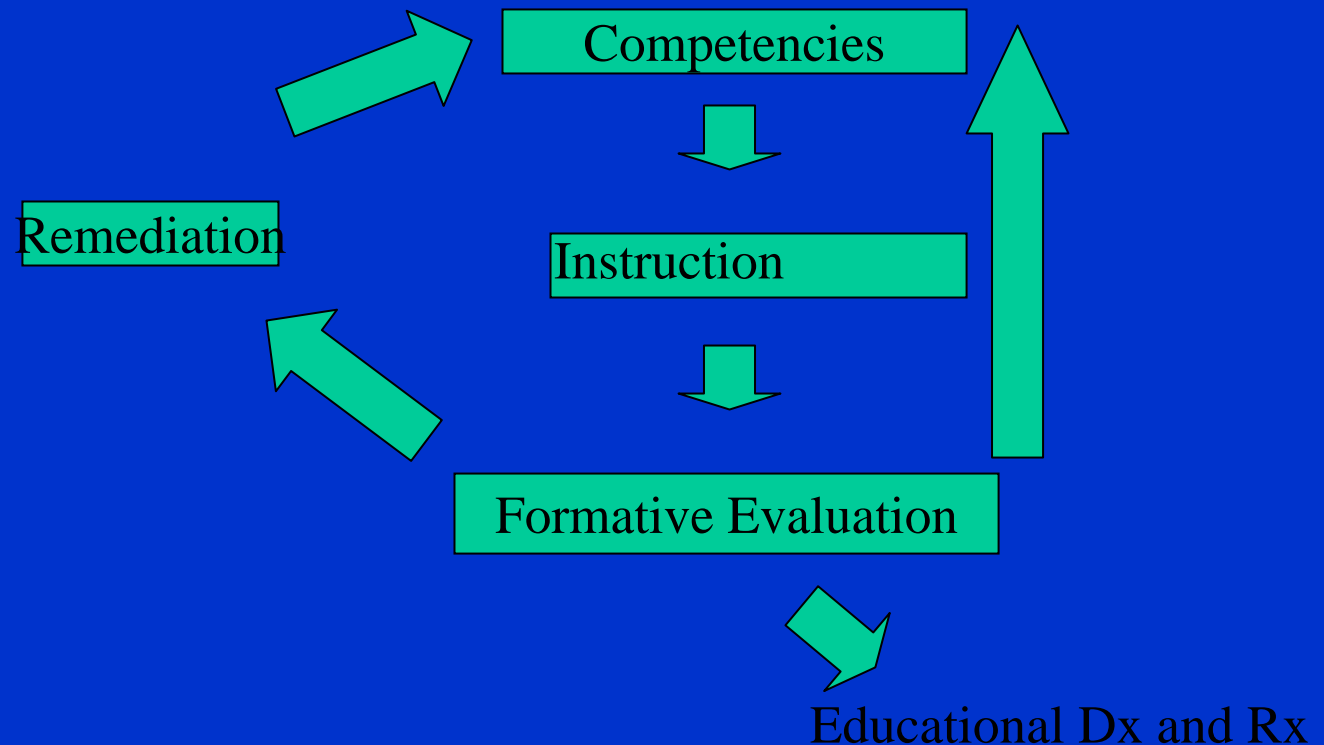 Competencies
Remediation
Instruction
Formative Evaluation
Educational Dx and Rx